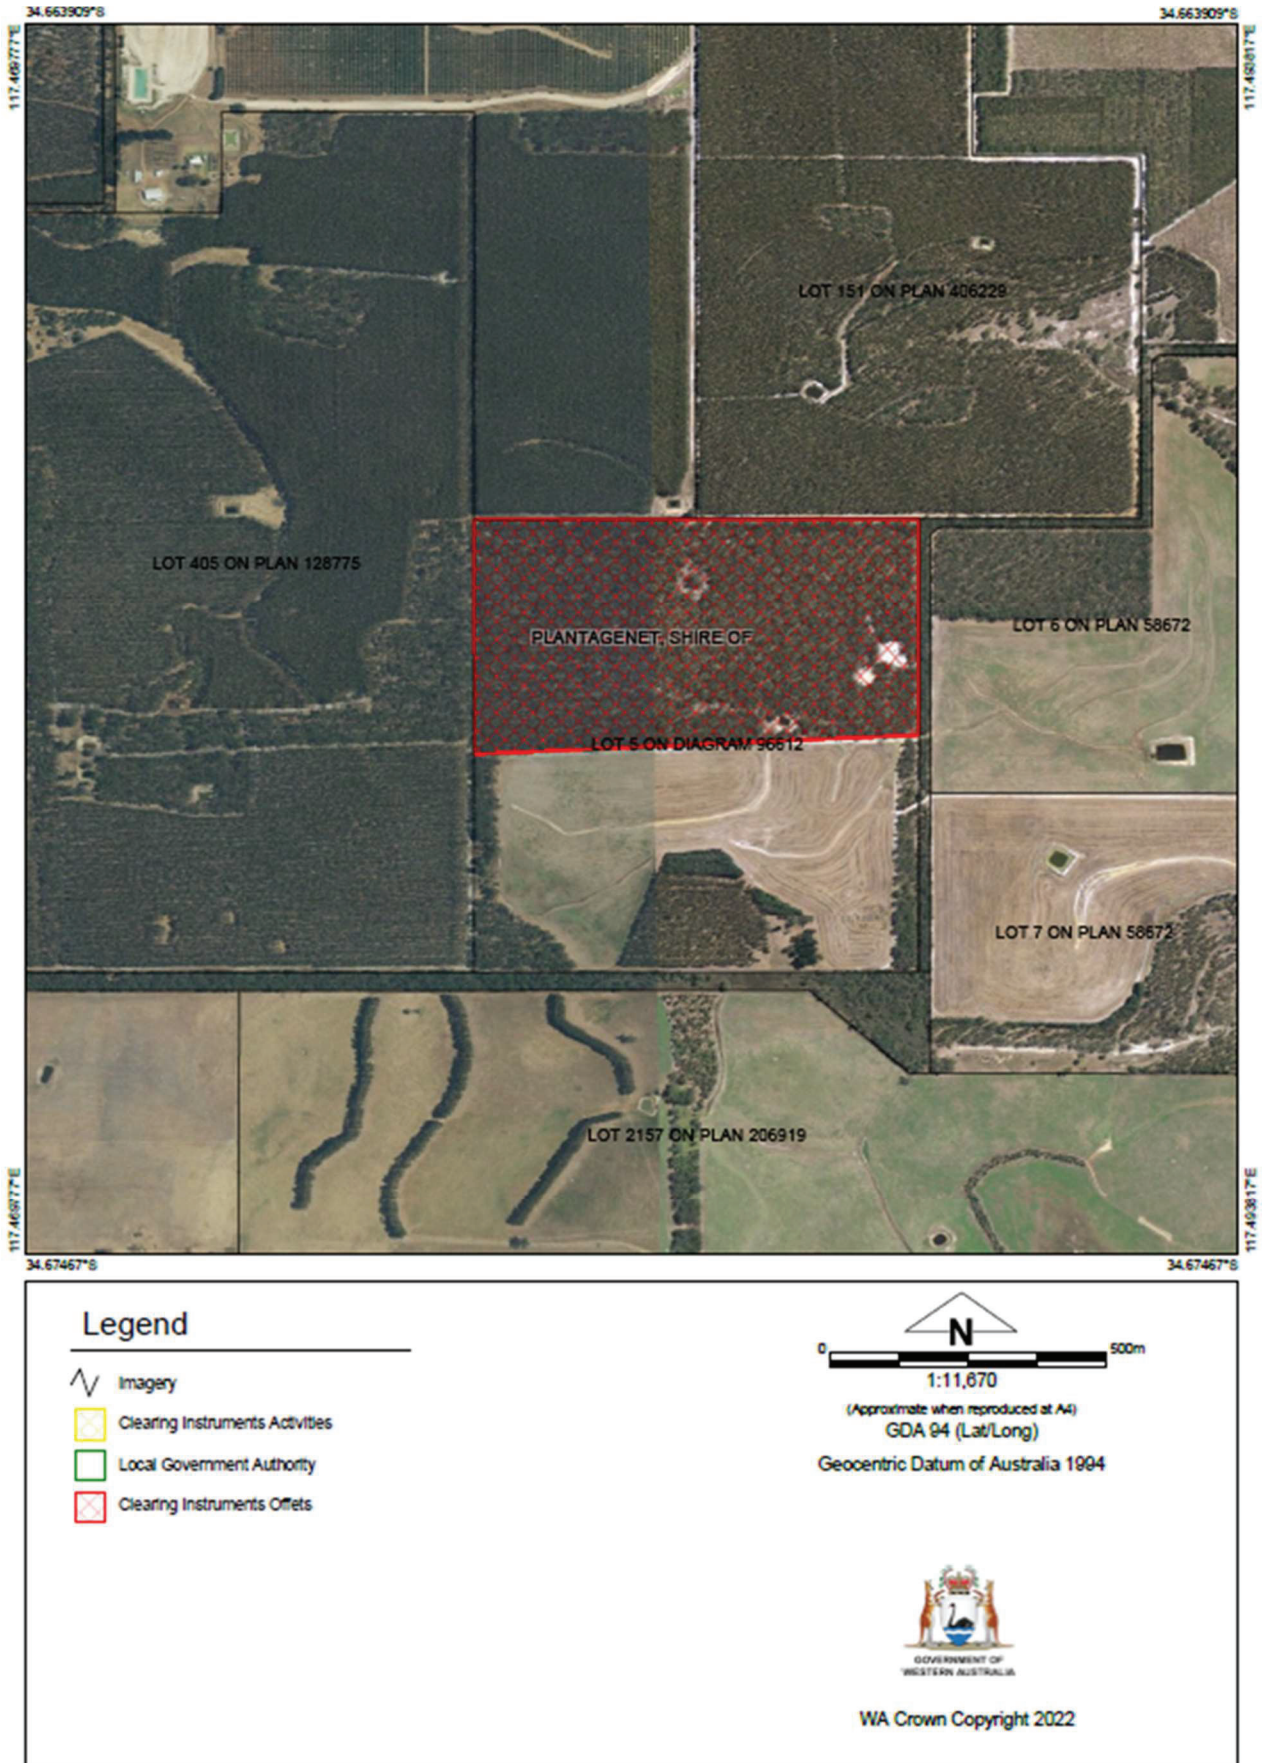 34.663909°S
34.663909°S
117.469777°E
117.493817°E
LOT 151 ON PLAN 406229
LOT 405 ON PLAN 128775
LOT 6 ON PLAN 58672
PLANTAGENET, SHIRE OF
LOT 5 ON DIAGRAM 96612
LOT 7 ON PLAN 58672
LOT 2157 ON PLAN 206919
117.469777°E
117.493817°E
34.67467°S
34.67467°S
Legend
Imagery
Clearing Instruments Activities
Local Government Authority
Clearing Instruments Offets
N
0
500m
1:11,670
(Approximate when reproduced at A4)
GDA 94 (Lat/Long)
Geocentric Datum of Australia 1994
GOVERNMENT OF
WESTERN AUSTRALIA
WA Crown Copyright 2022